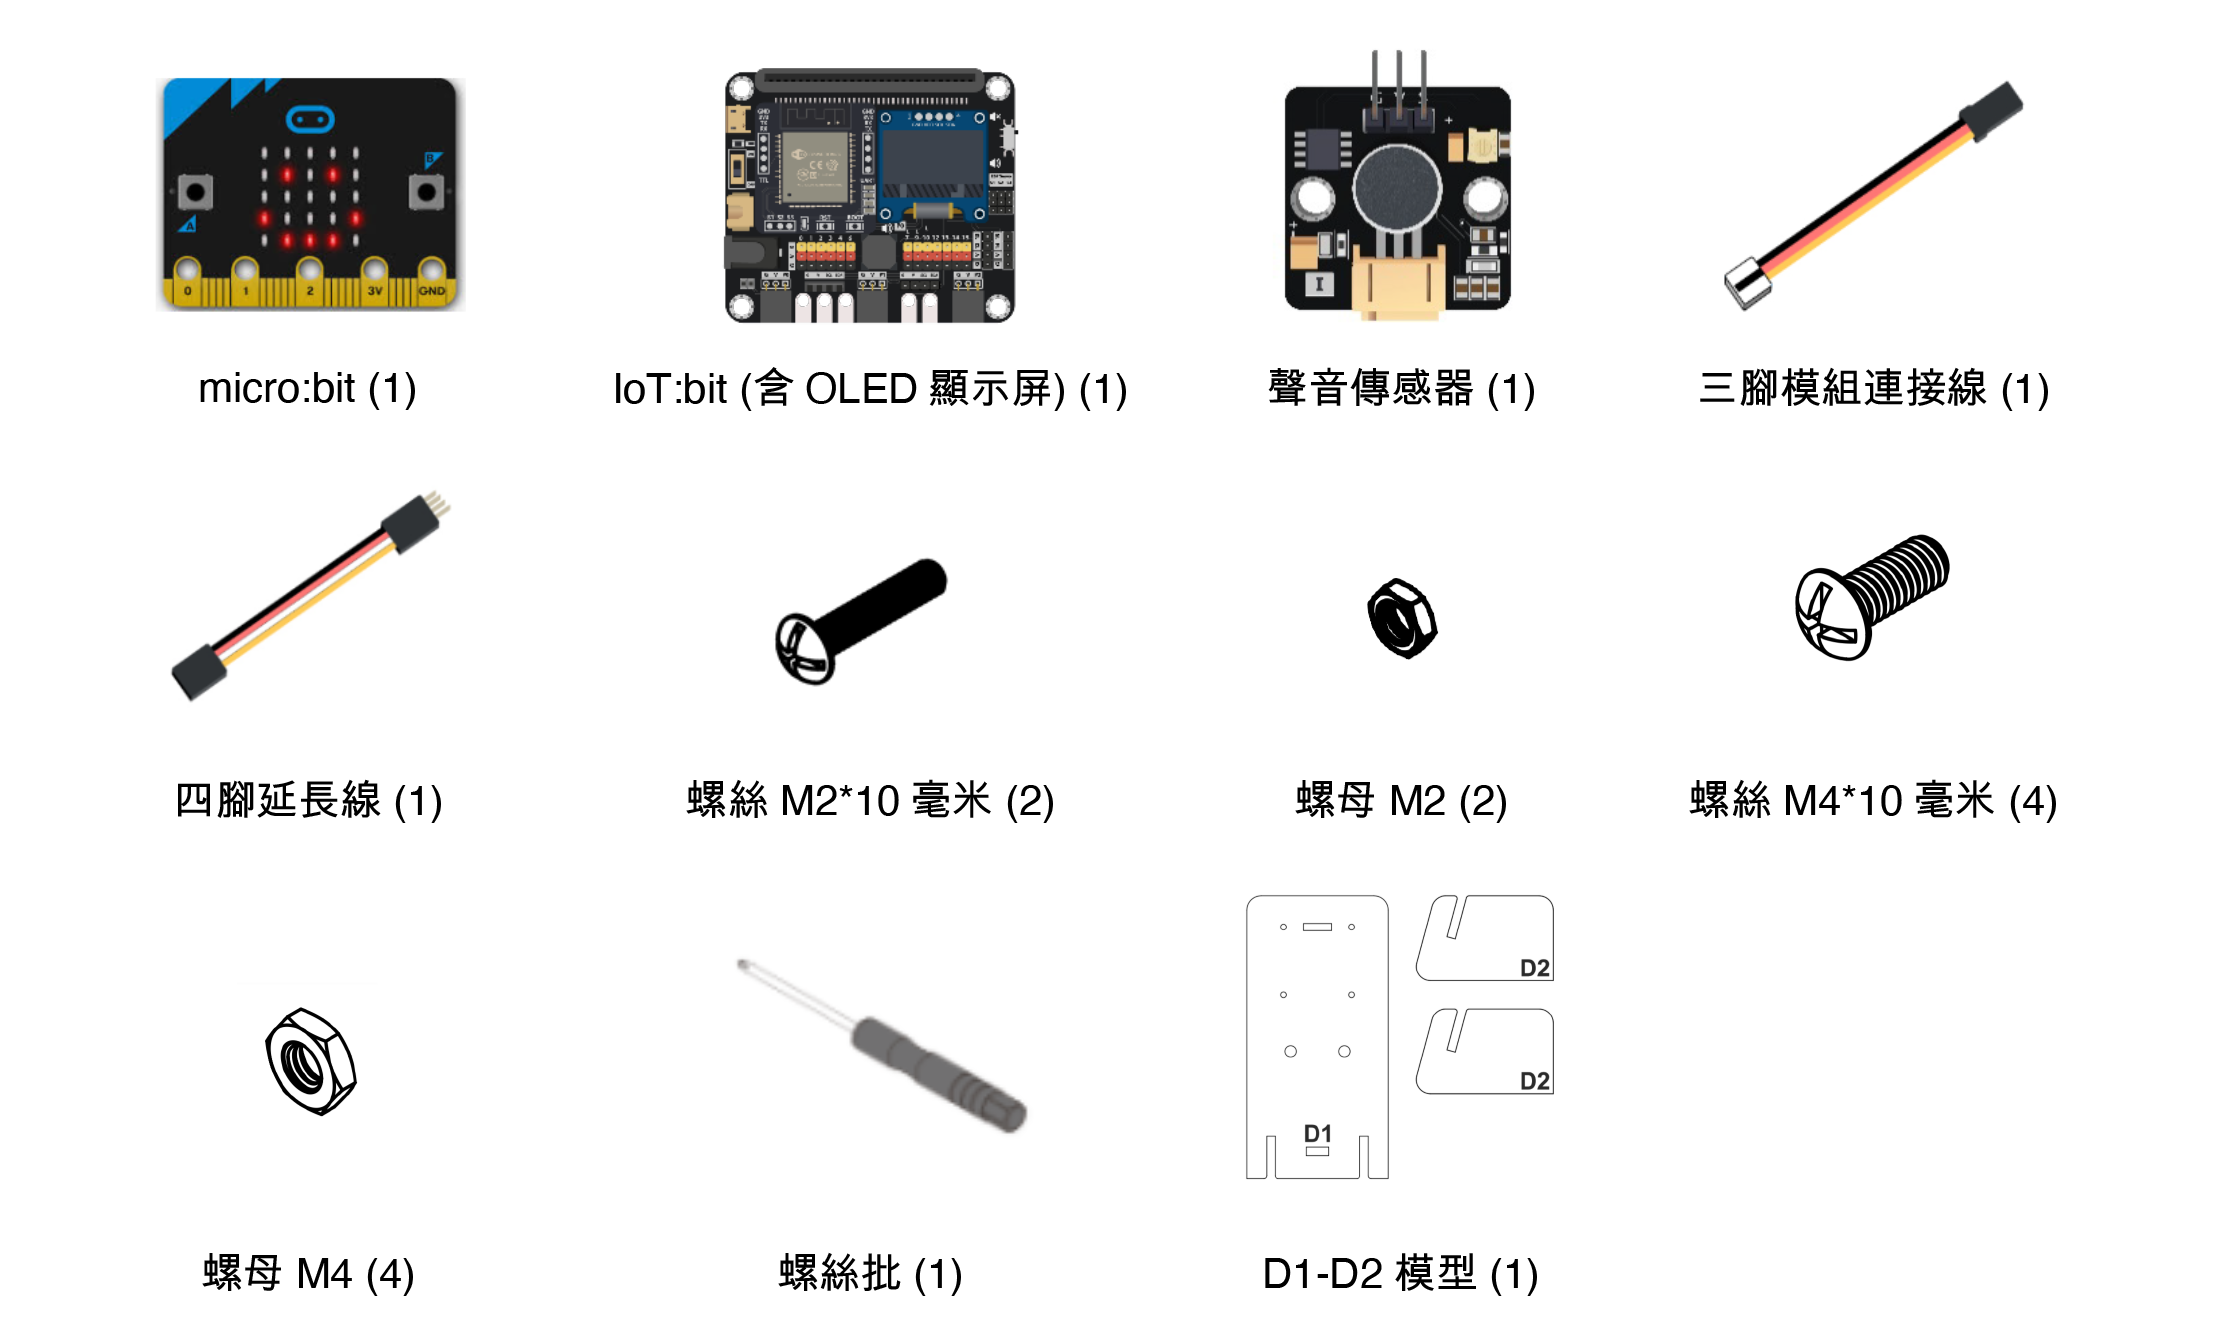 B
A
0 1 2 3V GND
I
micro:bit (1)
IoT:bit (含 OLED 顯示屏) (1)
聲音傳感器 (1)
三腳模組連接線 (1)
四腳延長線 (1)
螺絲 M2*10 毫米 (2)
螺母 M2 (2)
螺絲 M4*10 毫米 (4)
D2
D2
D1
螺母 M4 (4)
螺絲批 (1)
D1-D2 模型 (1)